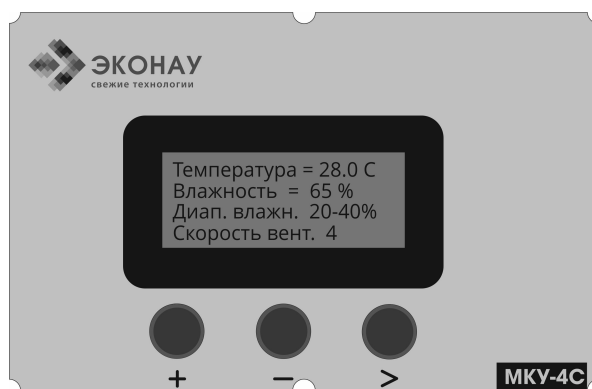 ЭКОНАУ
свежие технологии
Температура = 28.0 С
Влажность = 65 %
Диап. влажн. 20-40%
Скорость вент. 4
+ − >
МКУ-4С